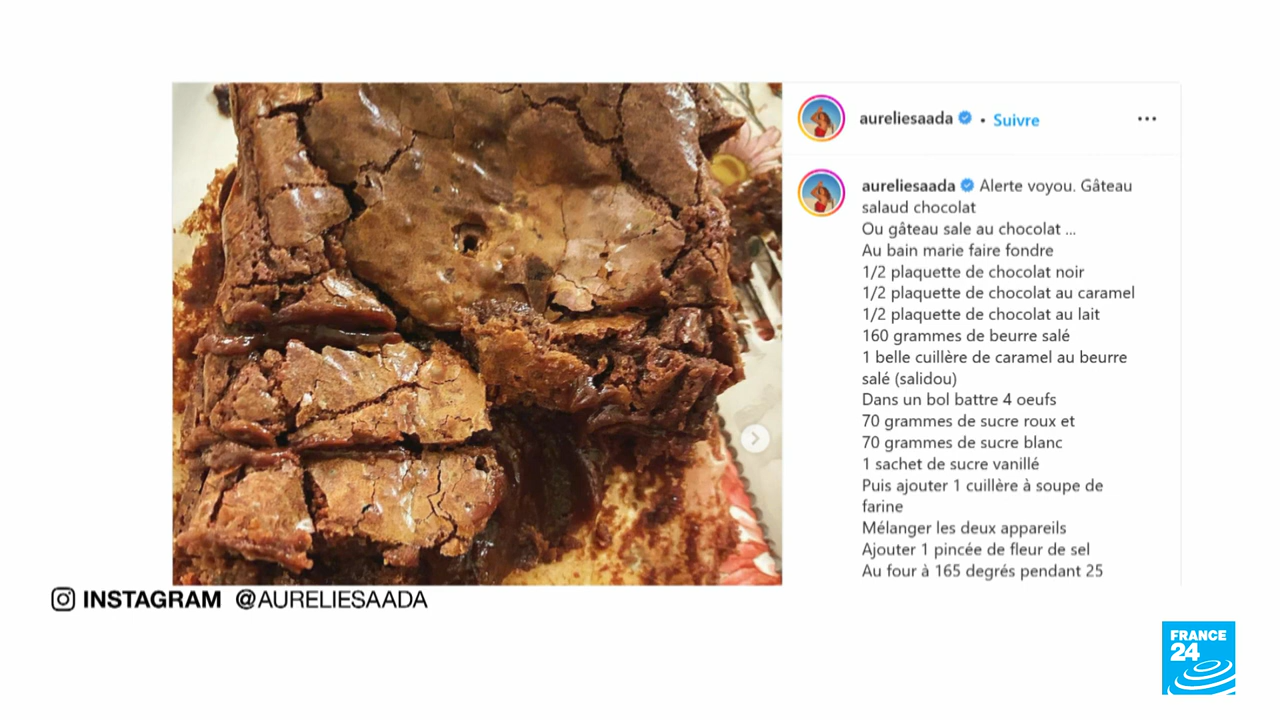 aureliesaada • Suivre ...
aureliesaada Alerte voyou. Gâteau
salaud chocolat
Ou gâteau sale au chocolat ...
Au bain marie faire fondre
1/2 plaquette de chocolat noir
1/2 plaquette de chocolat au caramel
1/2 plaquette de chocolat au lait
160 grammes de beurre salé
1 belle cuillère de caramel au beurre
salé (salidou)
Dans un bol battre 4 oeufs
70 grammes de sucre roux et
70 grammes de sucre blanc
1 sachet de sucre vanillé
Puis ajouter 1 cuillère à soupe de
farine
Mélanger les deux appareils
Ajouter 1 pincée de fleur de sel
Au four à 165 degrés pendant 25
INSTAGRAM @AURELIESAADA
FRANCE
24